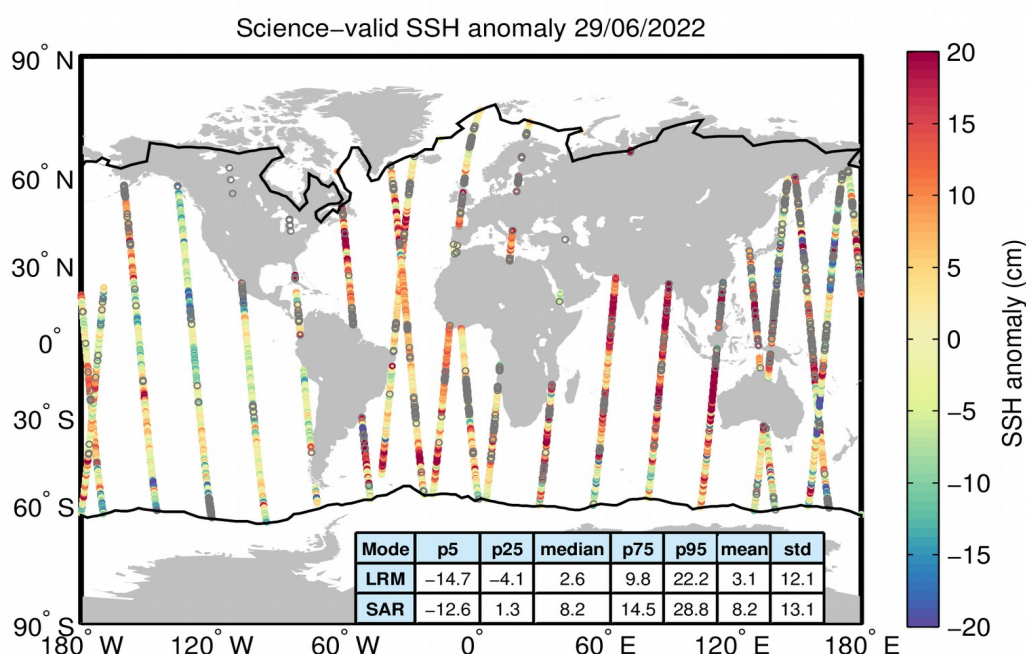 Science−valid SSH anomaly 29/06/2022
90° N
60° N
30° N
0°
30° S
60° S
90° S
180° W
120° W
60° W
0°
60° E
120° E
180° E
Mode p5 p25 median p75 p95 mean std
LRM −14.7 −4.1 2.6 9.8 22.2 3.1 12.1
SAR −12.6 1.3 8.2 14.5 28.8 8.2 13.1
20
15
10
5
0
−5
−10
−15
−20
SSH anomaly (cm)